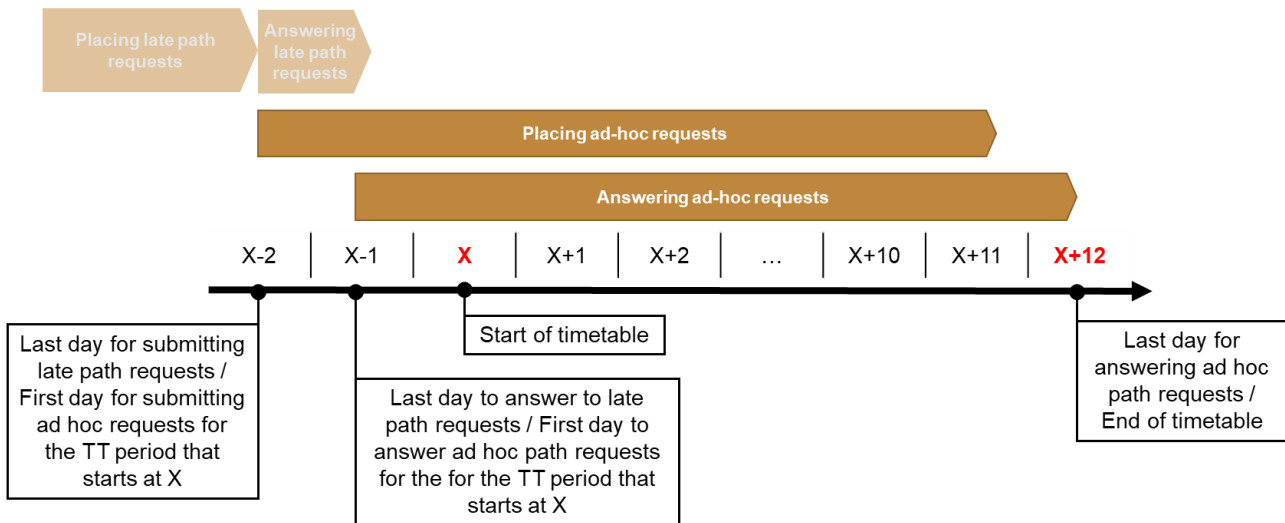 Placing late path
requests
Answering
late path
requests
Placing ad-hoc requests
Answering ad-hoc requests
X-2 X-1 X X+1 X+2 ... X+10 X+11 X+12
Start of timetable
Last day for submitting
late path requests /
First day for submitting
ad hoc requests for
the TT period that
starts at X
Last day to answer to late
path requests / First day to
answer ad hoc path requests
for the for the TT period that
starts at X
Last day for
answering ad hoc
path requests /
End of timetable